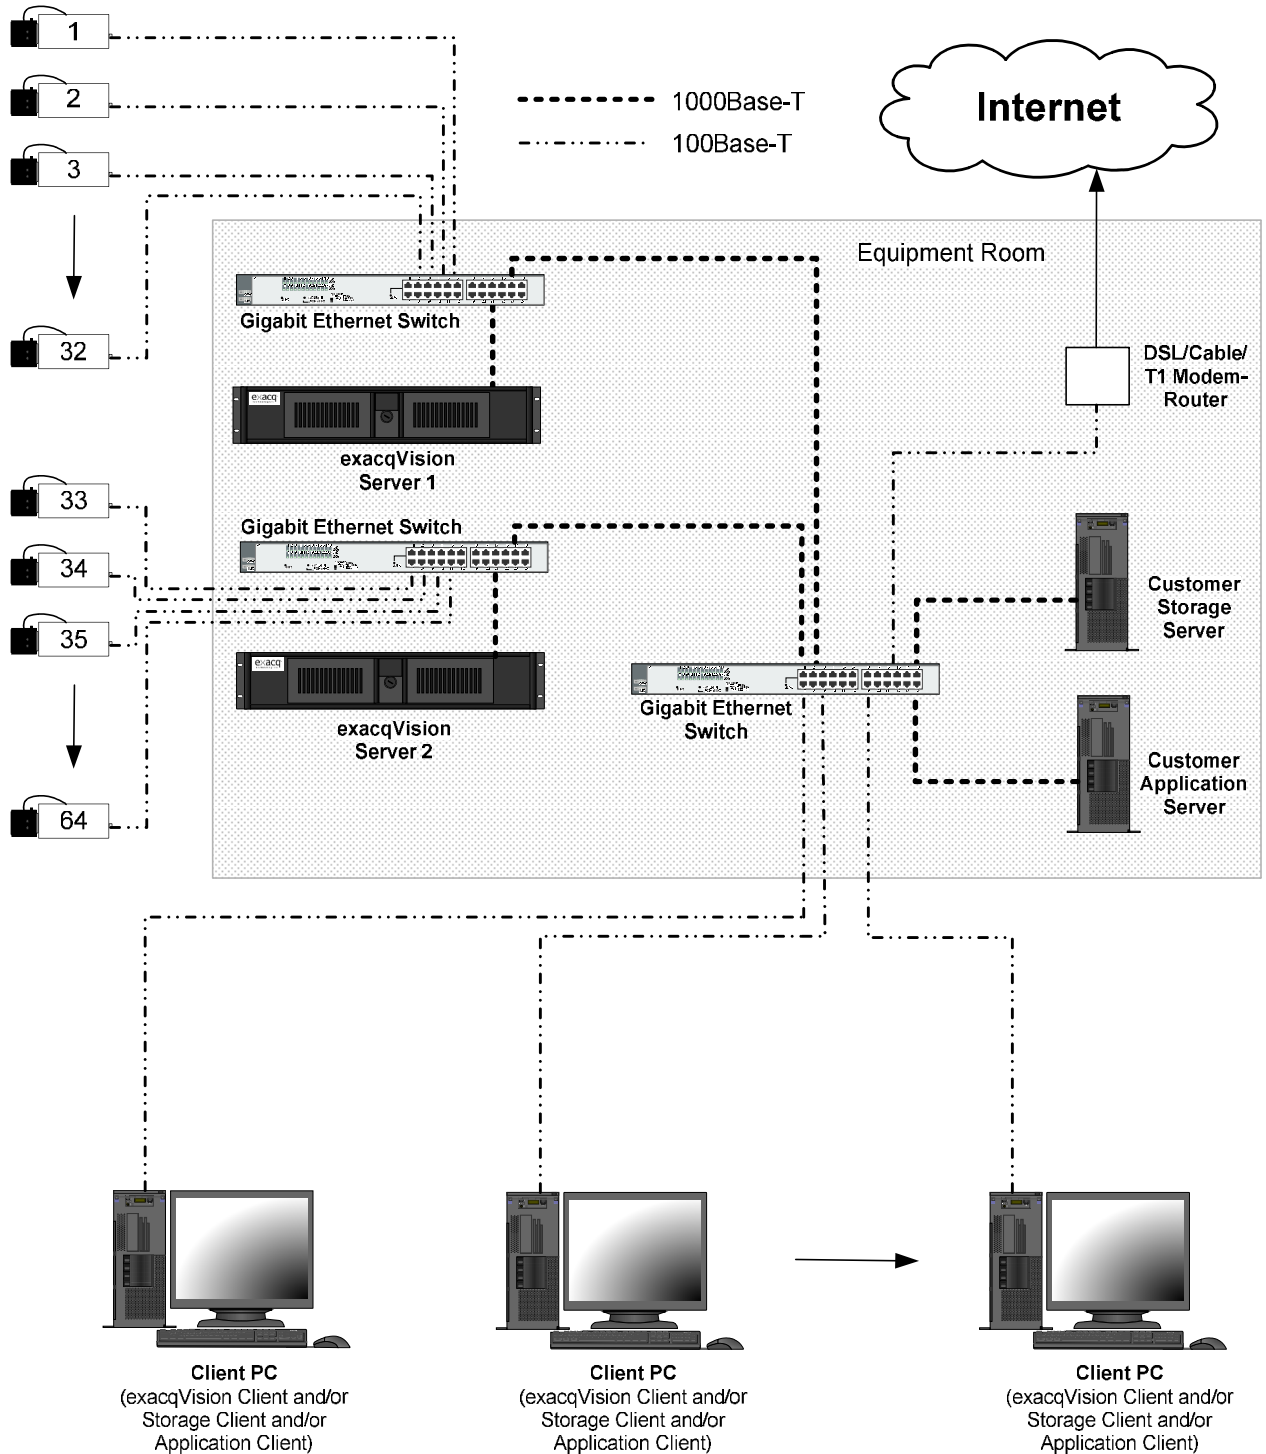 1
2
3
32
33
34
35
64
1000Base-T
100Base-T
Internet
Equipment Room
Gigabit Ethernet Switch
exacq
exacqVision
Server 1
Gigabit Ethernet Switch
exacq
exacqVision
Server 2
Gigabit Ethernet
Switch
DSL/Cable/
T1 Modem-
Router
Customer
Storage
Server
Customer
Application
Server
Client PC
(exacqVision Client and/or
Storage Client and/or
Application Client)
Client PC
(exacqVision Client and/or
Storage Client and/or
Application Client)
Client PC
(exacqVision Client and/or
Storage Client and/or
Application Client)